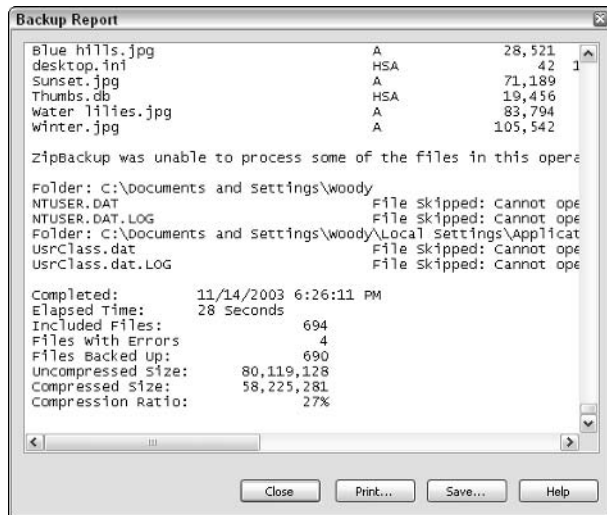 Backup Report
Blue hills.jpg A 28,521
desktop.ini HSA 42 1
Sunset.jpg A 71,189
Thumbs.db HSA 19,456
Water lilies.jpg A 83,794
Winter.jpg A 105,542
ZipBackup was unable to process some of the files in this opera
Folder: C:\Documents and Settings\Woody
NTUSER.DAT File Skipped: Cannot ope
NTUSER.DAT.LOG File Skipped: Cannot ope
Folder: C:\Documents and Settings\Woody\Local Settings\Applicat
UsrClass.dat File Skipped: Cannot ope
UsrClass.dat.LOG File Skipped: Cannot ope
Completed: 11/14/2003 6:26:11 PM
Elapsed Time: 28 Seconds
Included Files: 694
Files With Errors 4
Files Backed Up: 690
Uncompressed Size: 80,119,128
Compressed Size: 58,225,281
Compression Ratio: 27%
Close Print... Save... Help